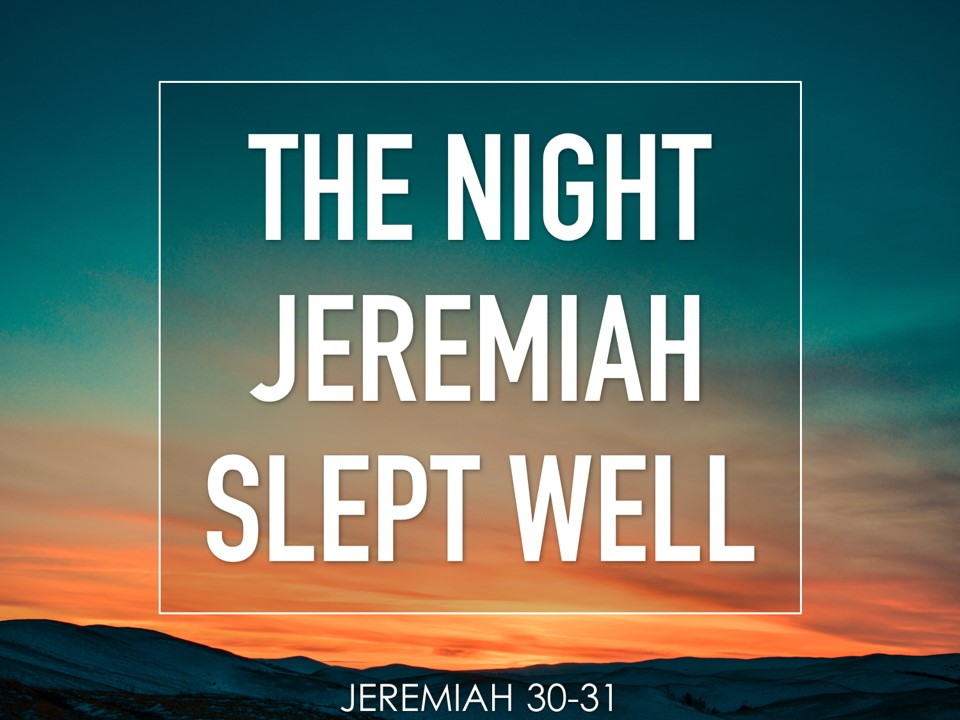 THE NIGHT
JEREMIAH
SLEPT WELL
JEREMIAH 30-31